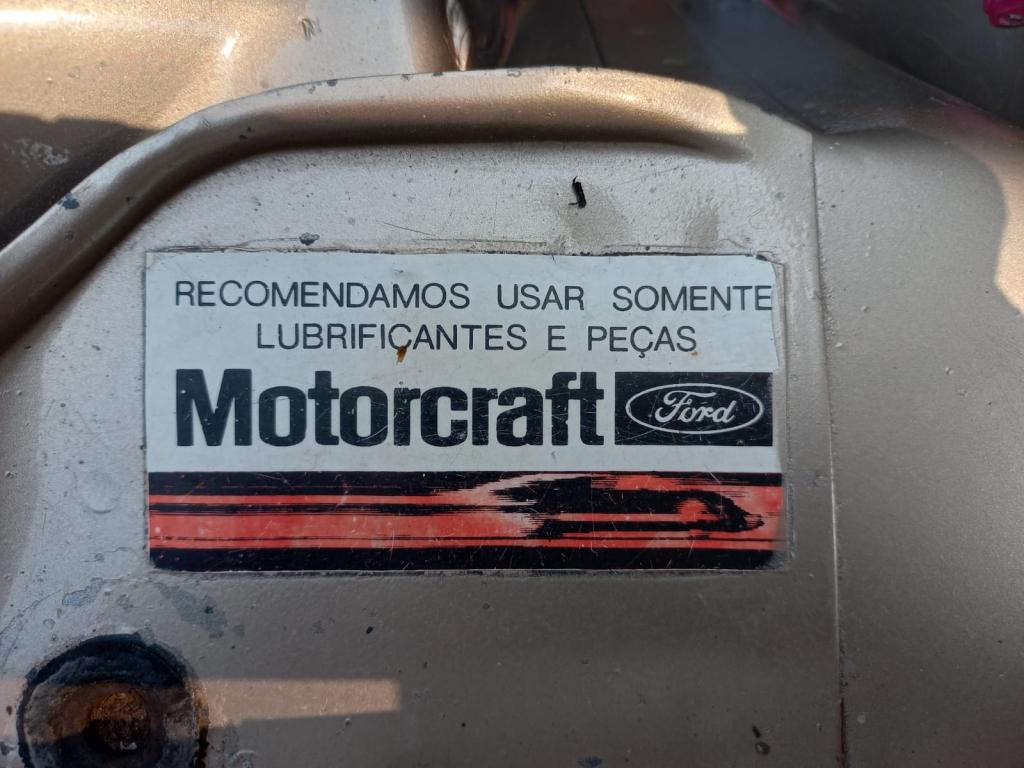 RECOMENDAMOS USAR SOMENTE
LUBRIFICANTES E PEÇAS
Motorcraft Ford